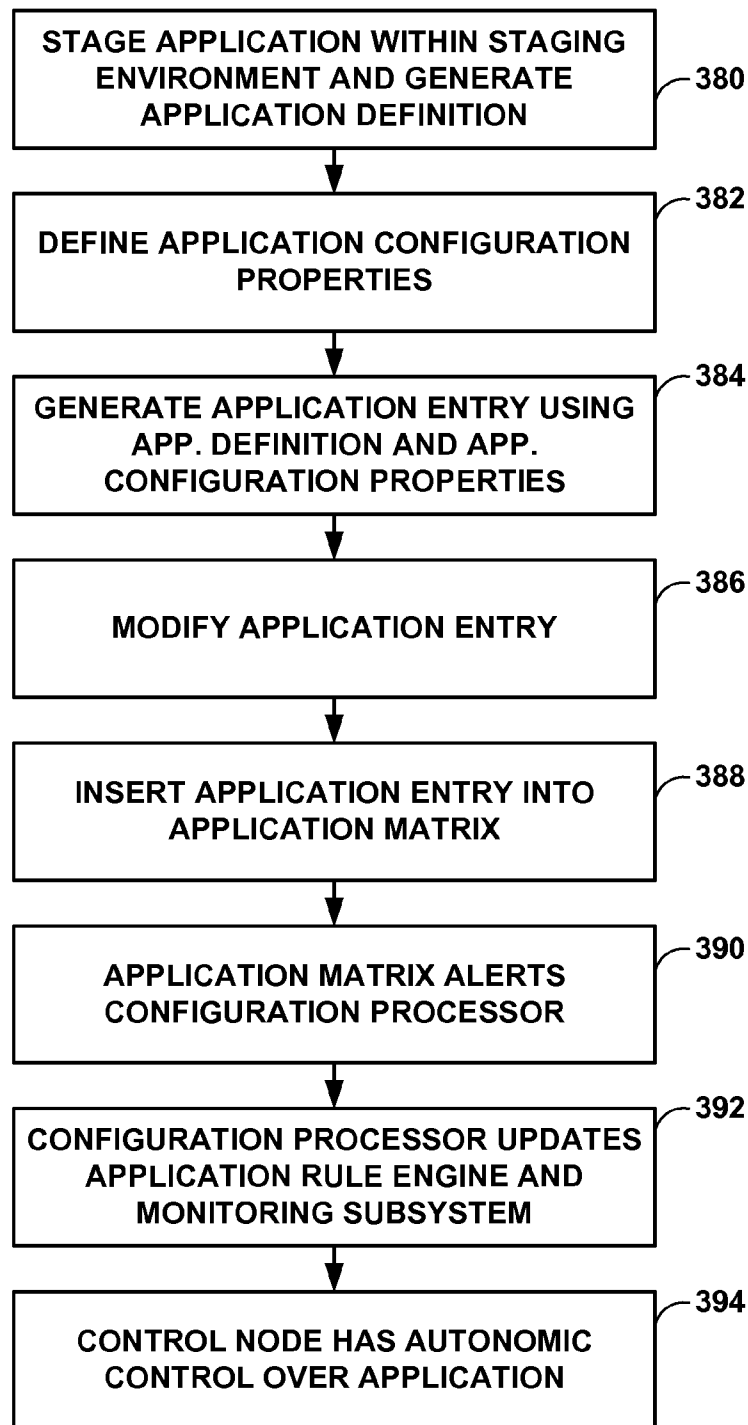 STAGE APPLICATION WITHIN STAGING
ENVIRONMENT AND GENERATE
APPLICATION DEFINITION
380
DEFINE APPLICATION CONFIGURATION
PROPERTIES
382
GENERATE APPLICATION ENTRY USING
APP. DEFINITION AND APP.
CONFIGURATION PROPERTIES
384
MODIFY APPLICATION ENTRY
386
INSERT APPLICATION ENTRY INTO
APPLICATION MATRIX
388
APPLICATION MATRIX ALERTS
CONFIGURATION PROCESSOR
390
CONFIGURATION PROCESSOR UPDATES
APPLICATION RULE ENGINE AND
MONITORING SUBSYSTEM
392
CONTROL NODE HAS AUTONOMIC
CONTROL OVER APPLICATION
394